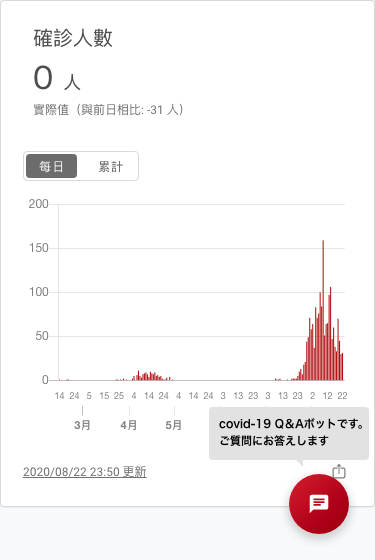 確診人數
0 人
實際值（與前日相比: -31 人）
每日 累計
200
150
100
50
0
14 24 5 15 25 4 14 24 4 14 24 3 13 23 3 13 23 2 12 22
3月 4月 5月
covid-19 Q&Aボットです。
ご質問にお答えします
2020/08/22 23:50 更新